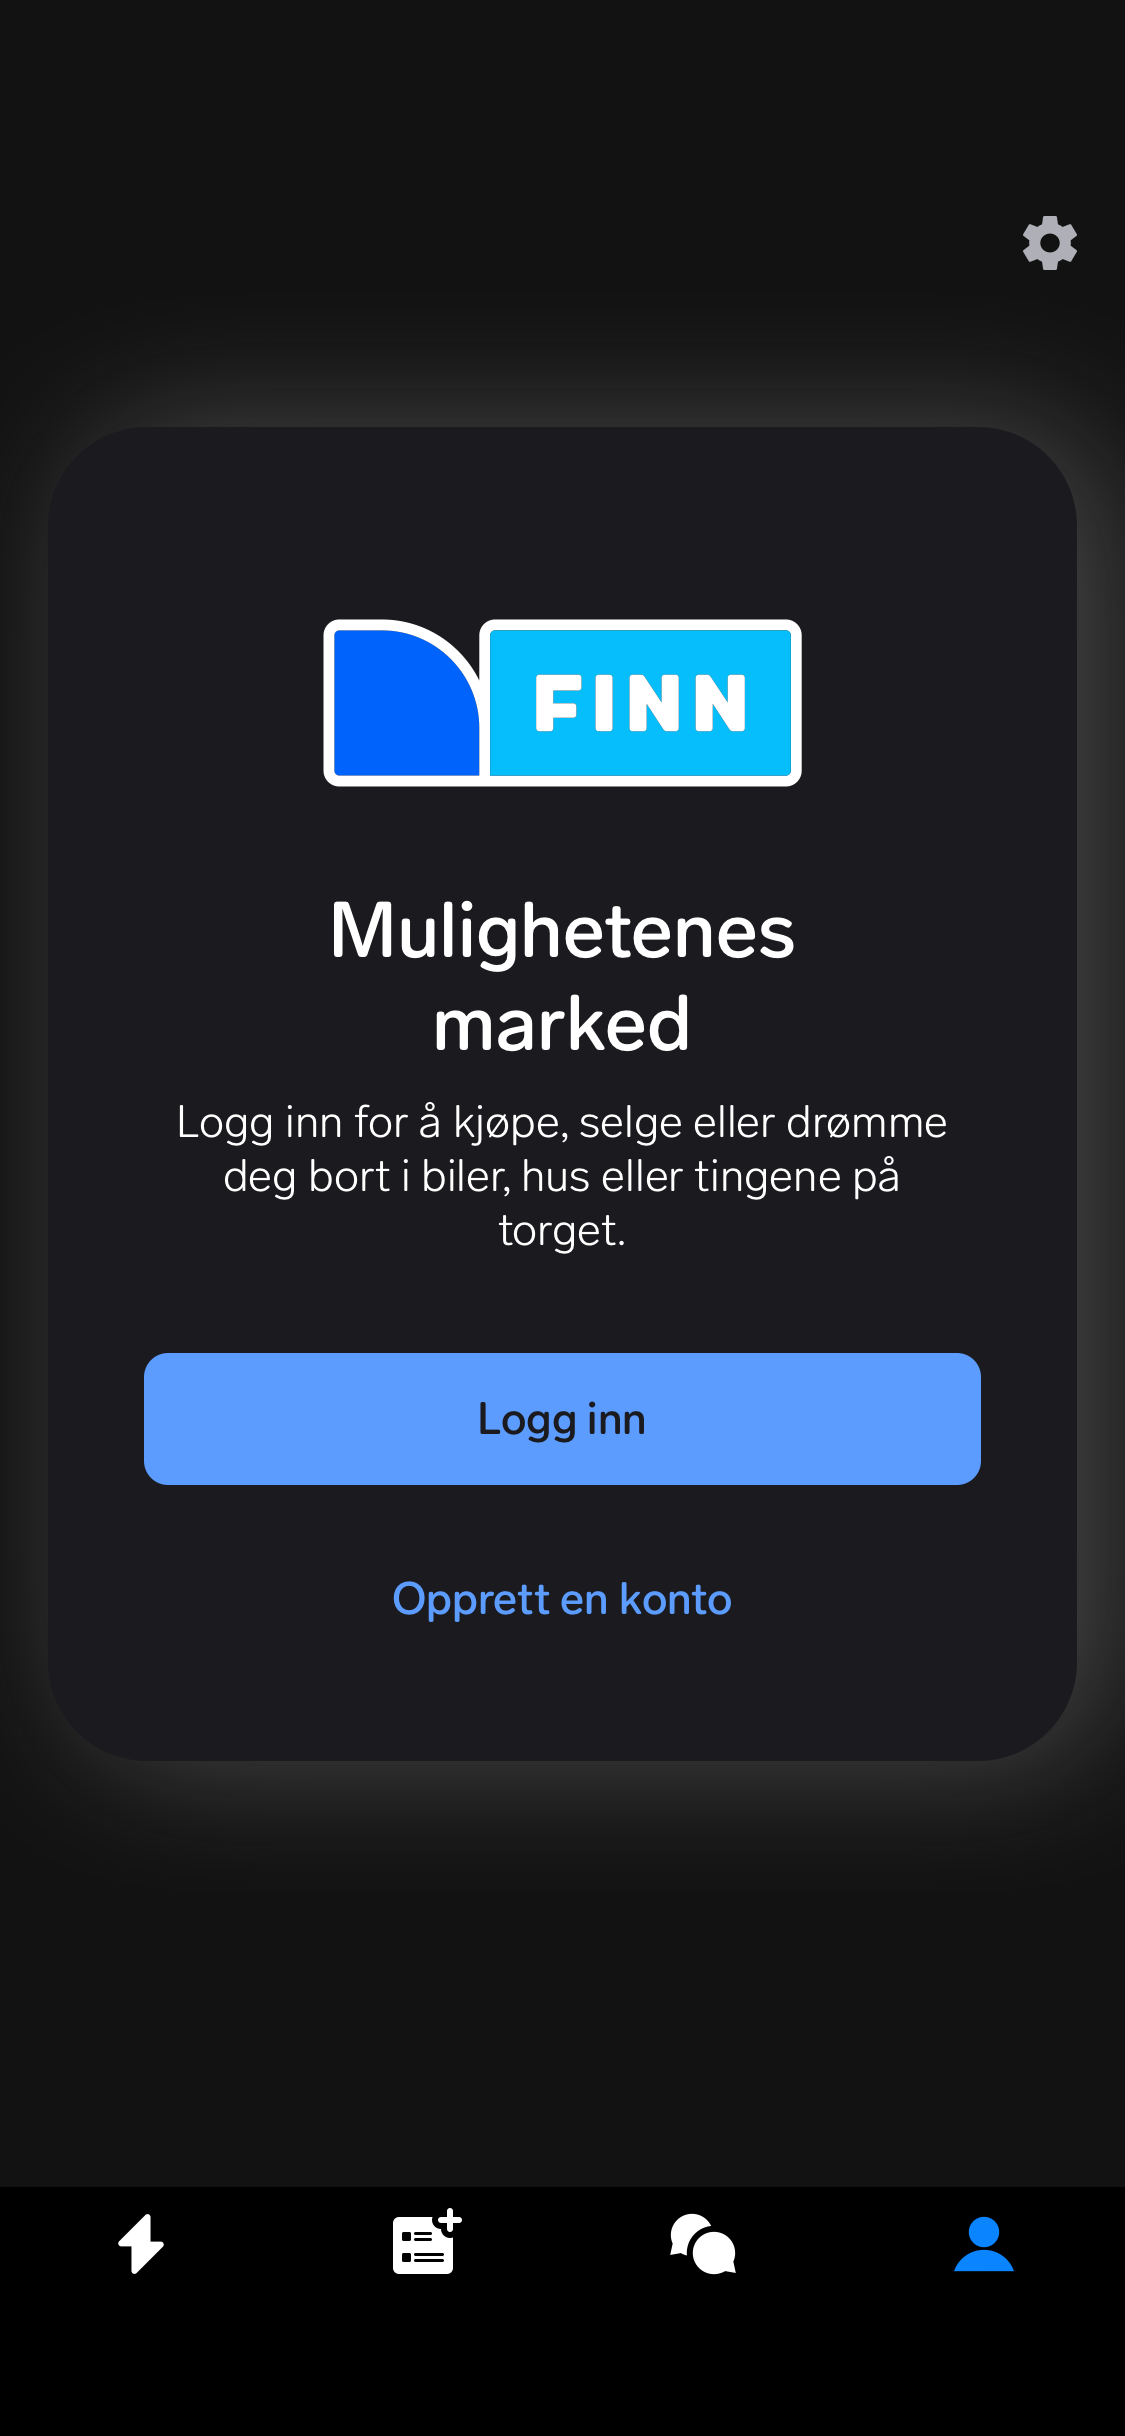 FINN
Mulighetenes
marked
Logg inn for å kjøpe, selge eller drømme
deg bort i biler, hus eller tingene på
torget.
Logg inn
Opprett en konto